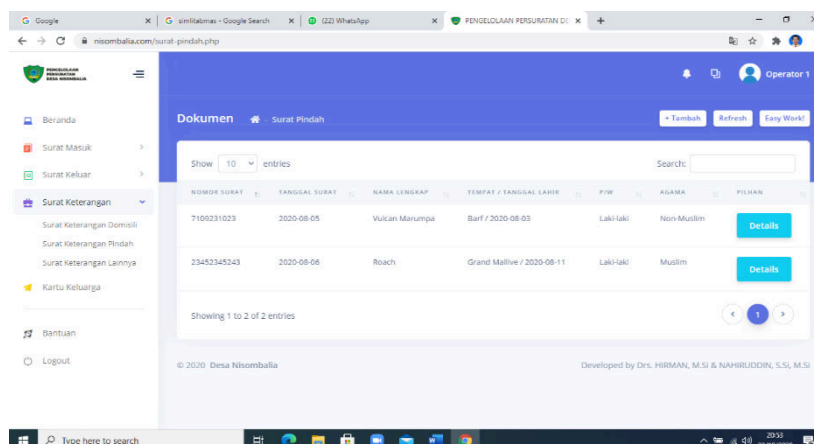 Google
simlitabmas - Google Search
(22) WhatsApp
PENGELOLAAN PERSURATAN DE
nisombalia.com/surat-pindah.php
PENGELOLAAN
PERSURATAN
DESA NISOMBALIA
Operator 1
Beranda
Surat Masuk
Surat Keluar
Surat Keterangan
Surat Keterangan Domisili
Surat Keterangan Pindah
Surat Keterangan Lainnya
Kartu Keluarga
Bantuan
Logout
Dokumen - Surat Pindah
+ Tambah Refresh Easy Work!
Show 10 entries
Search:
NOMOR SURAT TANGGAL SURAT NAMA LENGKAP TEMPAT / TANGGAL LAHIR P/W AGAMA PILIHAN
7109231023 2020-08-05 Vulcan Marumpa Barf / 2020-08-03 Laki-laki Non-Muslim Details
23452345243 2020-08-06 Roach Grand Mallive / 2020-08-11 Laki-laki Muslim Details
Showing 1 to 2 of 2 entries
1
© 2020 Desa Nisombalia
Developed by Drs. HIRMAN, M.Si & NAHIRUDDIN, S.Si, M.Si
Type here to search
20:53